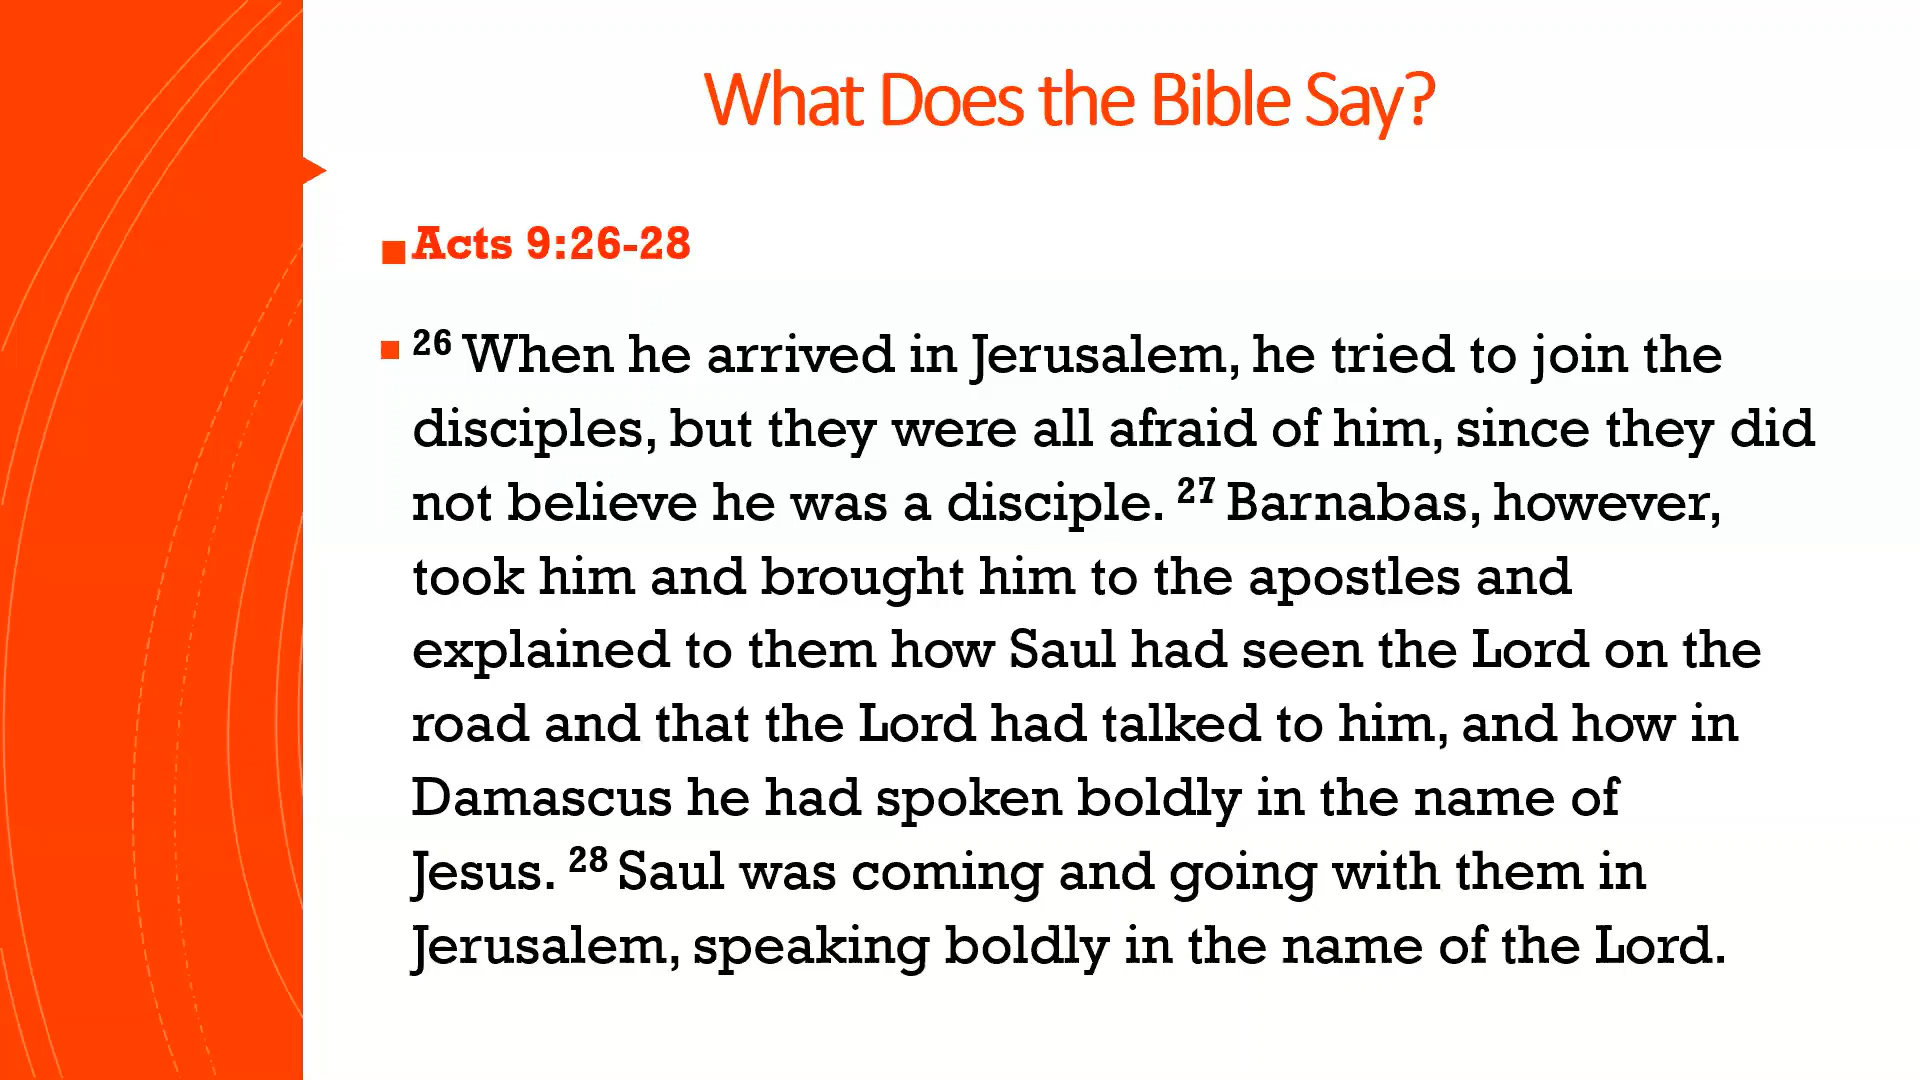 What Does the Bible Say?
Acts 9:26-28
26 When he arrived in Jerusalem, he tried to join the
disciples, but they were all afraid of him, since they did
not believe he was a disciple. 27 Barnabas, however,
took him and brought him to the apostles and
explained to them how Saul had seen the Lord on the
road and that the Lord had talked to him, and how in
Damascus he had spoken boldly in the name of
Jesus. 28 Saul was coming and going with them in
Jerusalem, speaking boldly in the name of the Lord.